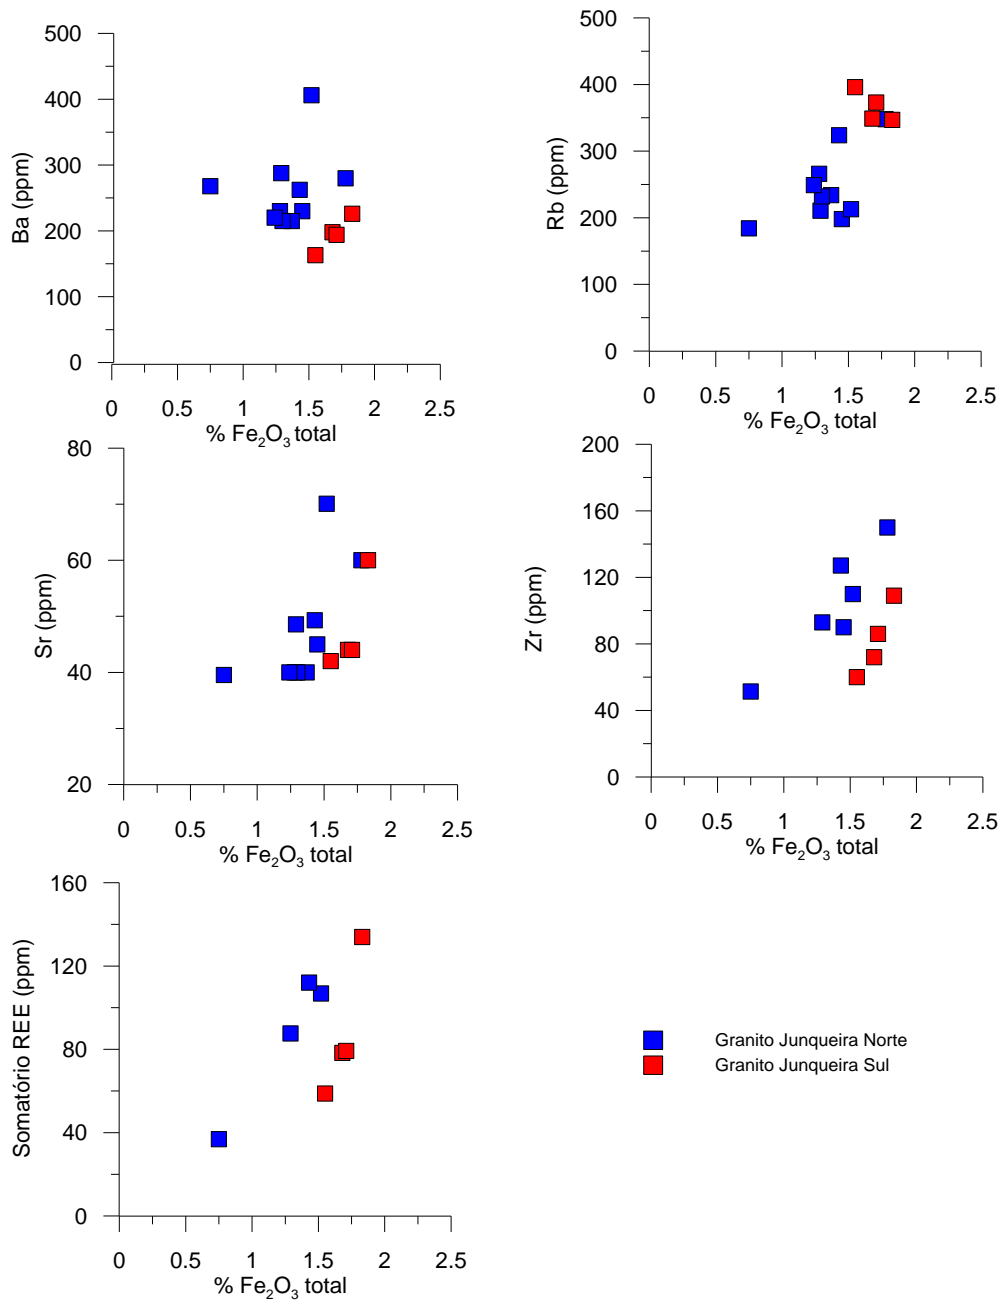 500
400
300
200
100
0
Ba (ppm)
0 0.5 1 1.5 2 2.5
% Fe₂O₃ total
500
400
300
200
100
0
Rb (ppm)
0 0.5 1 1.5 2 2.5
% Fe₂O₃ total
80
60
40
20
Sr (ppm)
0 0.5 1 1.5 2 2.5
% Fe₂O₃ total
200
160
120
80
40
0
Zr (ppm)
0 0.5 1 1.5 2 2.5
% Fe₂O₃ total
160
120
80
40
0
Somatório REE (ppm)
0 0.5 1 1.5 2 2.5
% Fe₂O₃ total
Granito Junqueira Norte
Granito Junqueira Sul